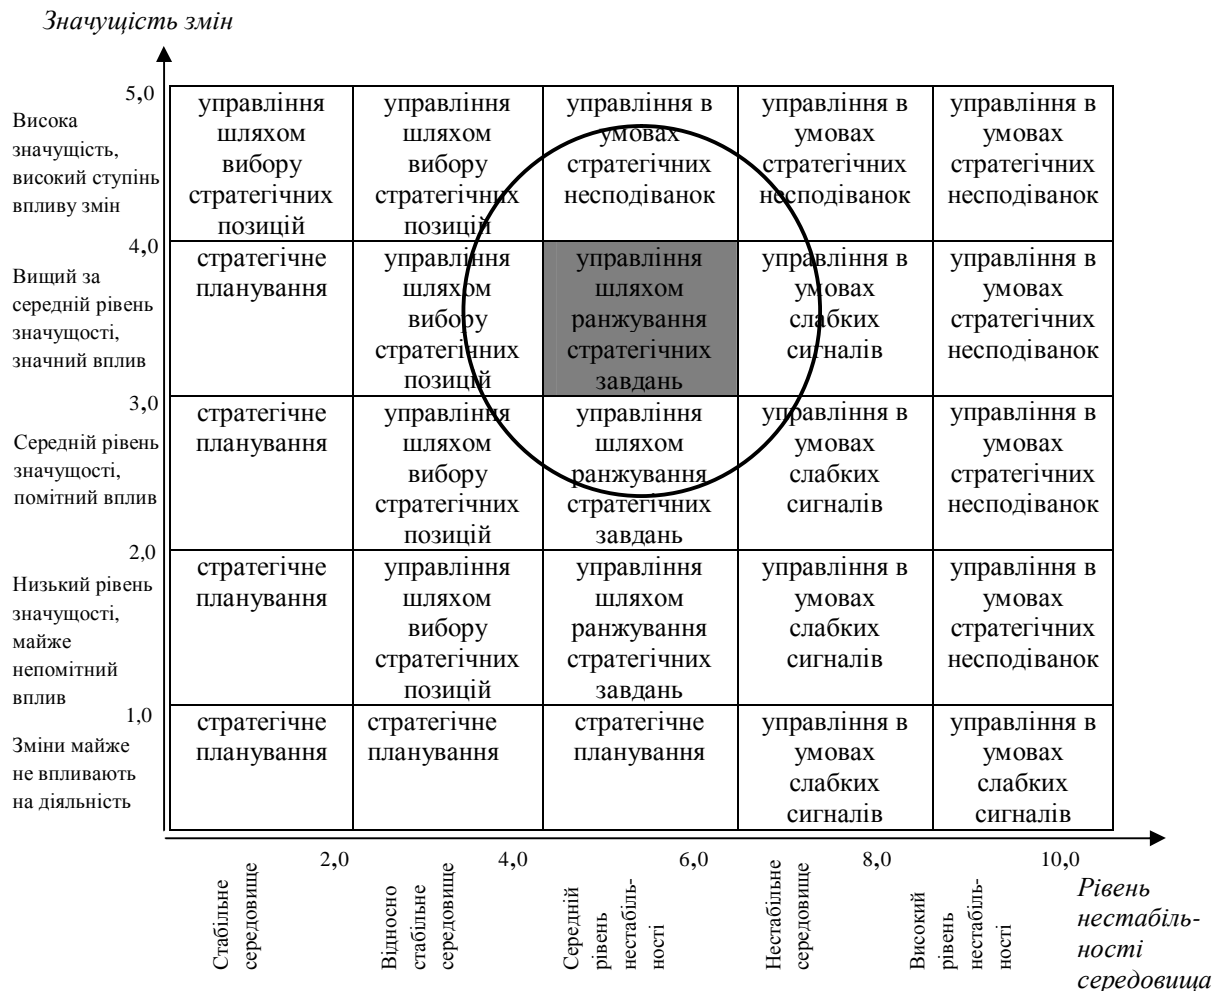 Значущість змін
5,0
Висока
значущість,
високий ступінь
впливу змін
управління
шляхом
вибору
стратегічних
позицій
управління
шляхом
вибору
стратегічних
позицій
управління в
умовах
стратегічних
несподіванок
управління в
умовах
стратегічних
несподіванок
управління в
умовах
стратегічних
несподіванок
4,0
Вищий за
середній рівень
значущості,
значний вплив
стратегічне
планування
управління
шляхом
вибору
стратегічних
позицій
управління
шляхом
ранжування
стратегічних
завдань
управління в
умовах
слабких
сигналів
управління в
умовах
стратегічних
несподіванок
3,0
Середній рівень
значущості,
помітний вплив
стратегічне
планування
управління
шляхом
вибору
стратегічних
позицій
управління
шляхом
ранжування
стратегічних
завдань
управління в
умовах
слабких
сигналів
управління в
умовах
стратегічних
несподіванок
2,0
Низький рівень
значущості,
майже
непомітний
вплив
стратегічне
планування
управління
шляхом
вибору
стратегічних
позицій
управління
шляхом
ранжування
стратегічних
завдань
управління в
умовах
слабких
сигналів
управління в
умовах
стратегічних
несподіванок
1,0
Зміни майже
не впливають
на діяльність
стратегічне
планування
стратегічне
планування
стратегічне
планування
управління в
умовах
слабких
сигналів
управління в
умовах
слабких
сигналів
2,0
4,0
6,0
8,0
10,0
Стабільне
середовище
Відносно
стабільне
середовище
Середній
рівень
нестабіль-
ності
Нестабільне
середовище
Високий
рівень
нестабіль-
ності
Рівень
нестабіль-
ності
середовища